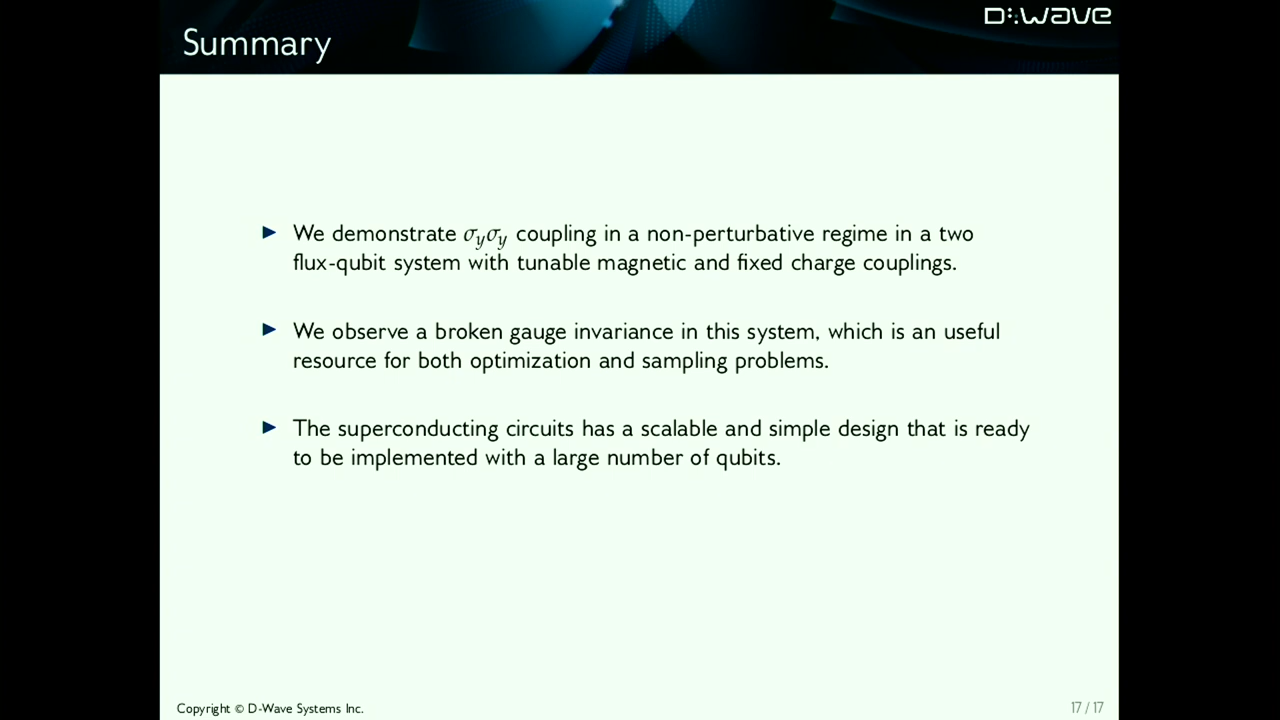 D:wave
Summary
► We demonstrate σyσy coupling in a non-perturbative regime in a two
flux-qubit system with tunable magnetic and fixed charge couplings.
► We observe a broken gauge invariance in this system, which is an useful
resource for both optimization and sampling problems.
► The superconducting circuits has a scalable and simple design that is ready
to be implemented with a large number of qubits.
Copyright © D-Wave Systems Inc.
17 / 17